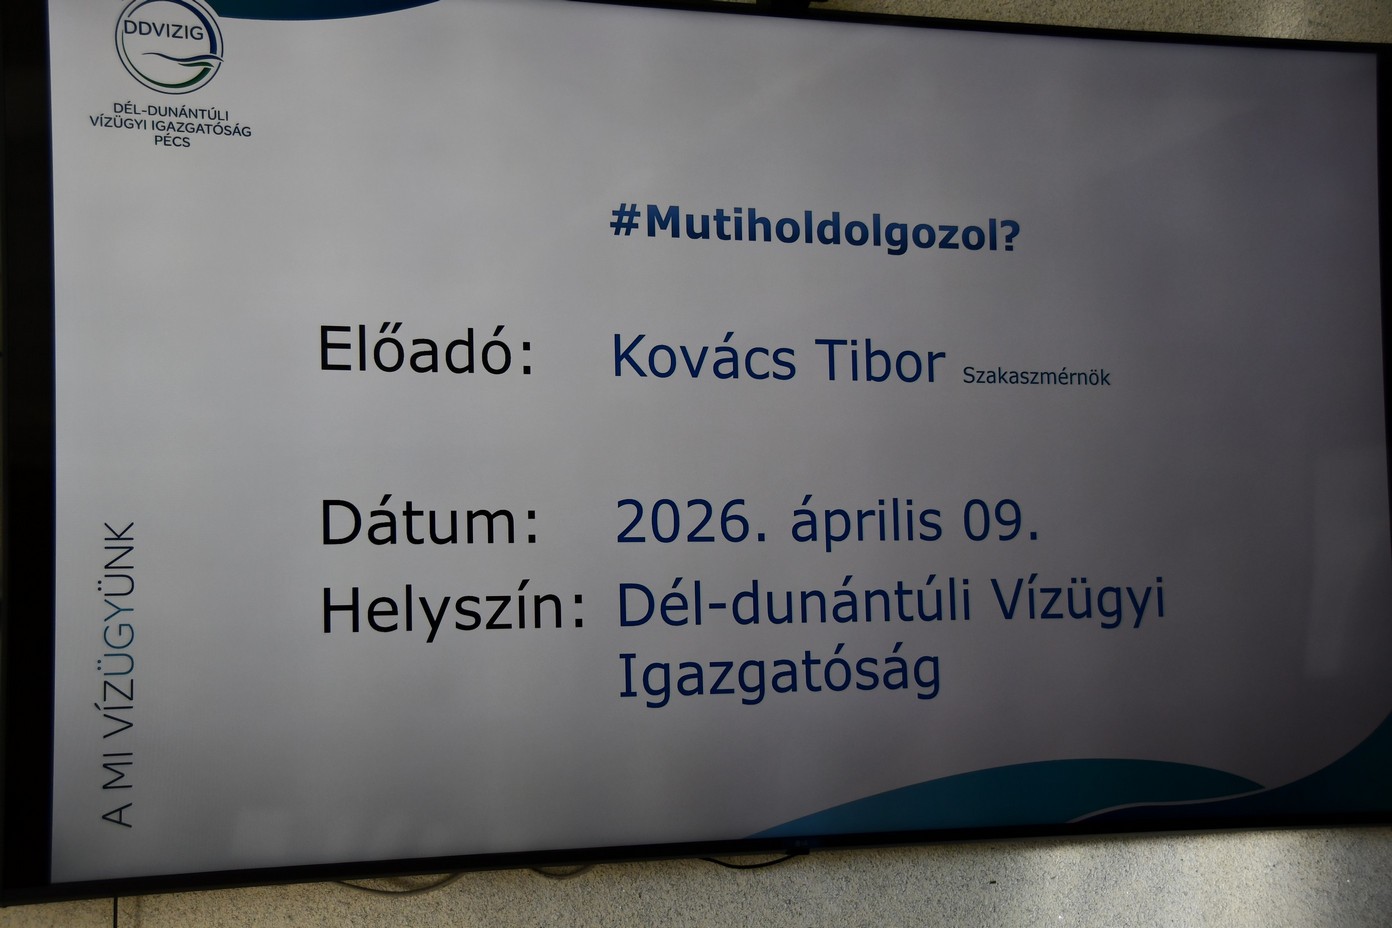 DDVIZIG
DÉL-DUNÁNTÚLI
VÍZÜGYI IGAZGATÓSÁG
PÉCS
#Mutiholdolgozol?
Előadó: Kovács Tibor Szakaszmérnök
Dátum: 2026. április 09.
Helyszín: Dél-dunántúli Vízügyi
Igazgatóság
A MI VÍZÜGYÜNK